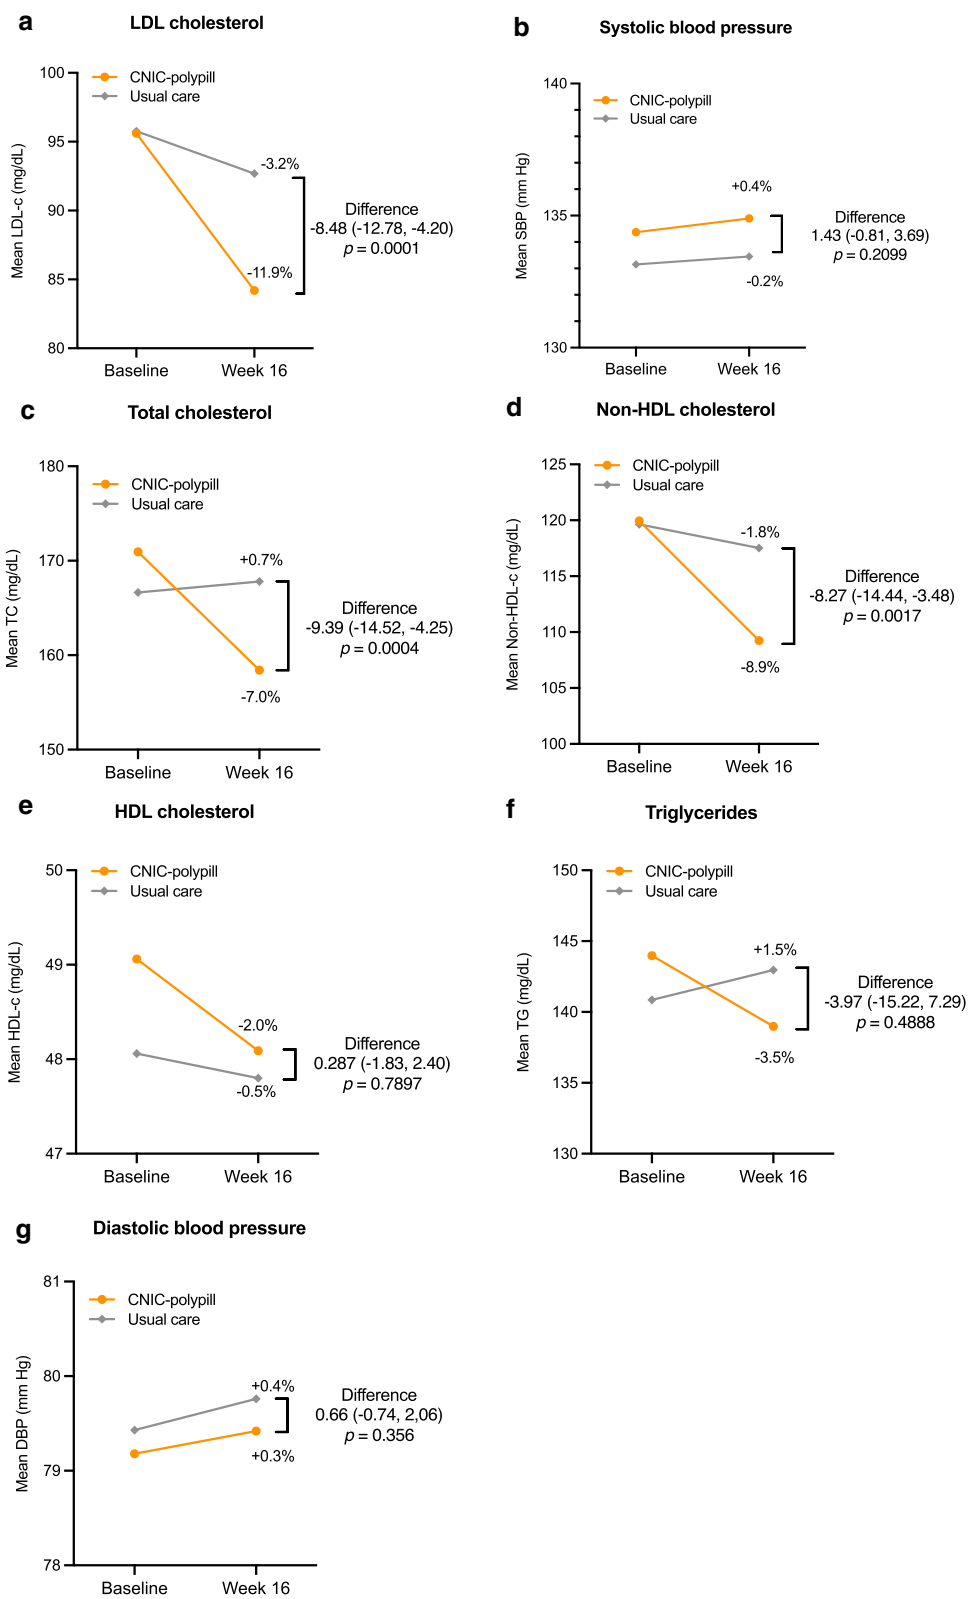 a
LDL cholesterol
100
95
90
85
80
Mean LDL-c (mg/dL)
CNIC-polypill
Usual care
-3.2%
-11.9%
Difference
-8.48 (-12.78, -4.20)
p = 0.0001
Baseline
Week 16
b
Systolic blood pressure
140
135
130
Mean SBP (mm Hg)
CNIC-polypill
Usual care
+0.4%
-0.2%
Difference
1.43 (-0.81, 3.69)
p = 0.2099
Baseline
Week 16
c
Total cholesterol
180
170
160
150
Mean TC (mg/dL)
CNIC-polypill
Usual care
+0.7%
-7.0%
Difference
-9.39 (-14.52, -4.25)
p = 0.0004
Baseline
Week 16
d
Non-HDL cholesterol
125
120
115
110
105
100
Mean Non-HDL-c (mg/dL)
CNIC-polypill
Usual care
-1.8%
-8.9%
Difference
-8.27 (-14.44, -3.48)
p = 0.0017
Baseline
Week 16
e
HDL cholesterol
50
49
48
47
Mean HDL-c (mg/dL)
CNIC-polypill
Usual care
-2.0%
-0.5%
Difference
0.287 (-1.83, 2.40)
p = 0.7897
Baseline
Week 16
f
Triglycerides
150
145
140
135
130
Mean TG (mg/dL)
CNIC-polypill
Usual care
+1.5%
-3.5%
Difference
-3.97 (-15.22, 7.29)
p = 0.4888
Baseline
Week 16
g
Diastolic blood pressure
81
80
79
78
Mean DBP (mm Hg)
CNIC-polypill
Usual care
+0.4%
+0.3%
Difference
0.66 (-0.74, 2,06)
p = 0.356
Baseline
Week 16